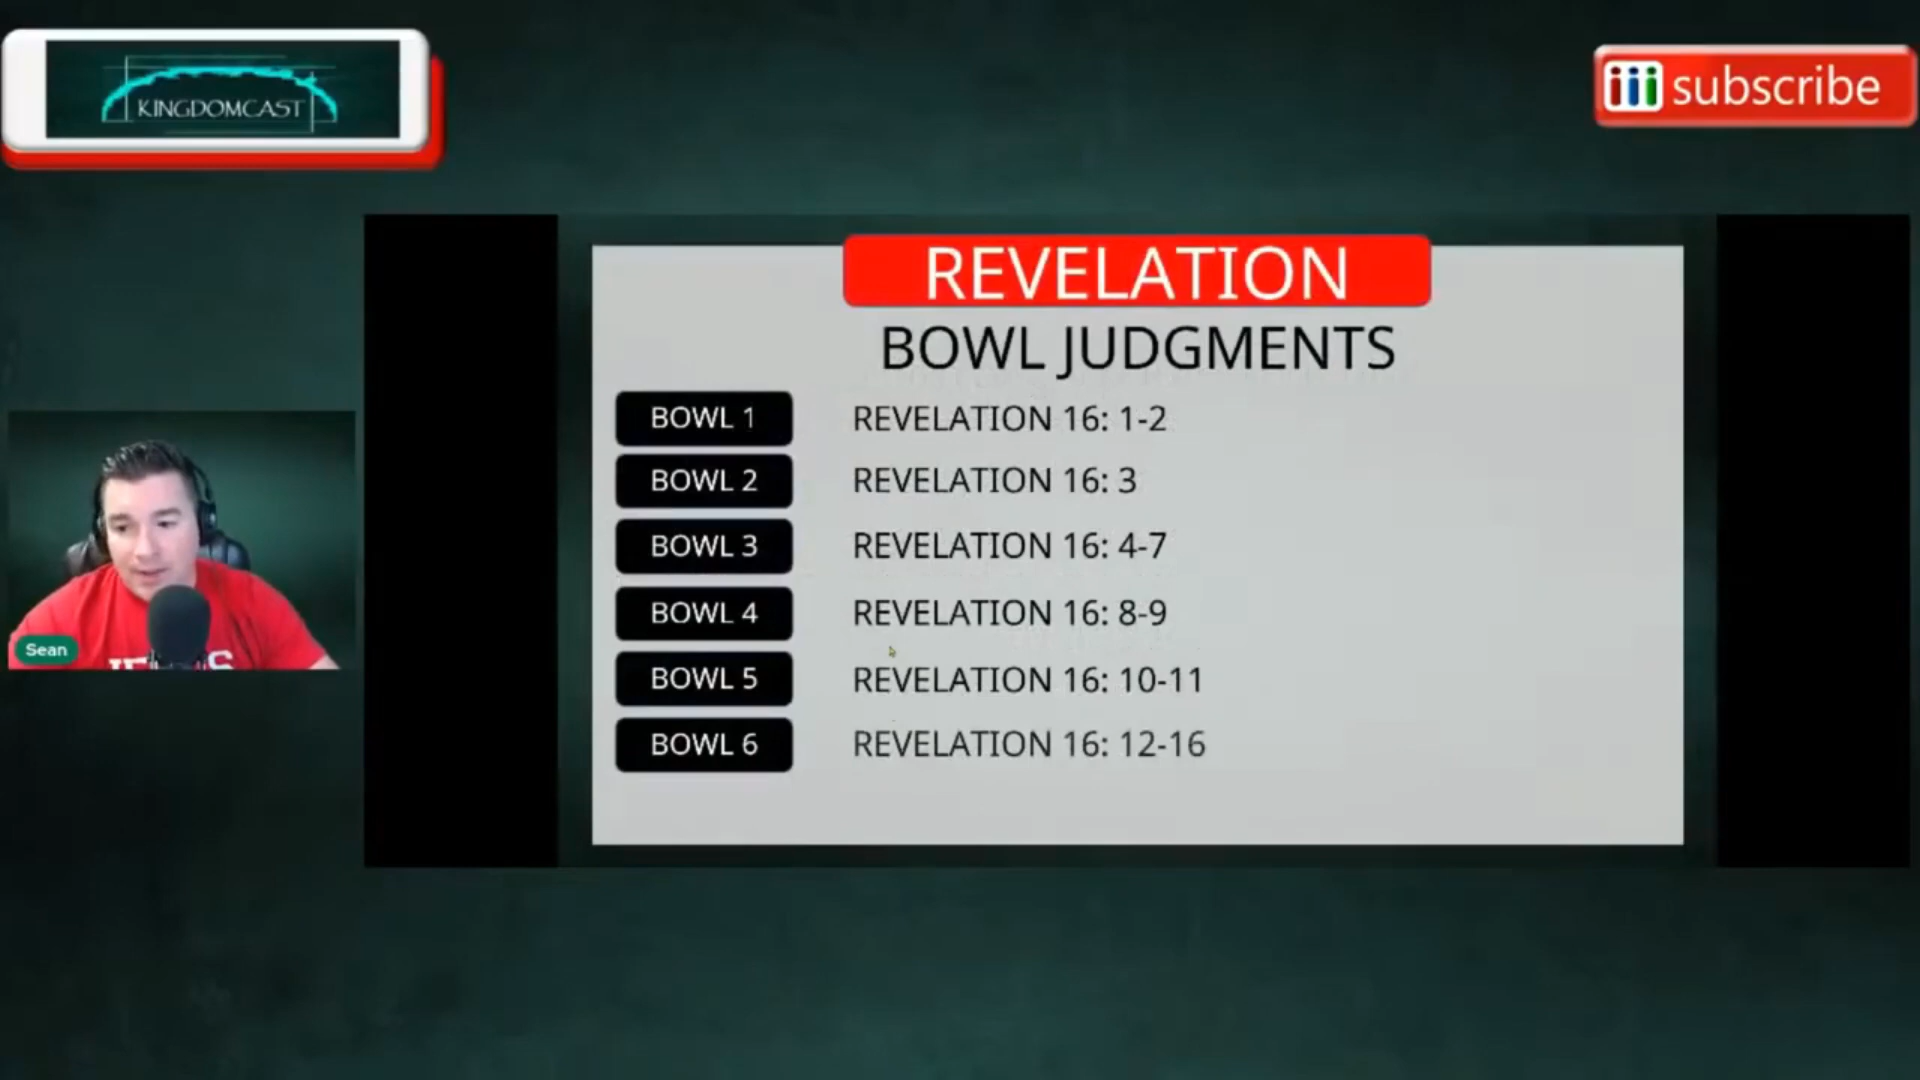 KINGDOMCAST
subscribe
REVELATION
BOWL JUDGMENTS
BOWL 1 REVELATION 16: 1-2
BOWL 2 REVELATION 16: 3
BOWL 3 REVELATION 16: 4-7
BOWL 4 REVELATION 16: 8-9
BOWL 5 REVELATION 16: 10-11
BOWL 6 REVELATION 16: 12-16
Sean